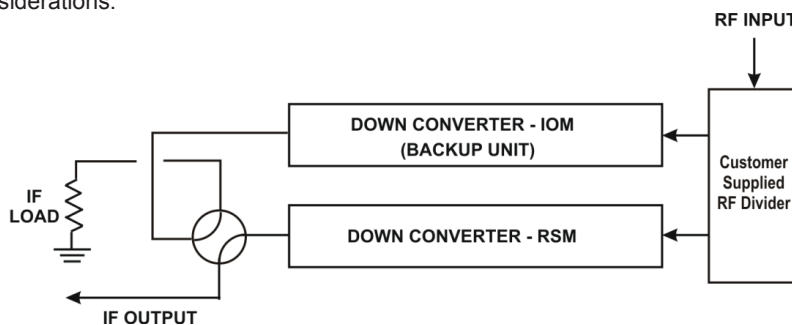 RF INPUT
DOWN CONVERTER - IOM
(BACKUP UNIT)
Customer
Supplied
RF Divider
IF
LOAD
DOWN CONVERTER - RSM
IF OUTPUT